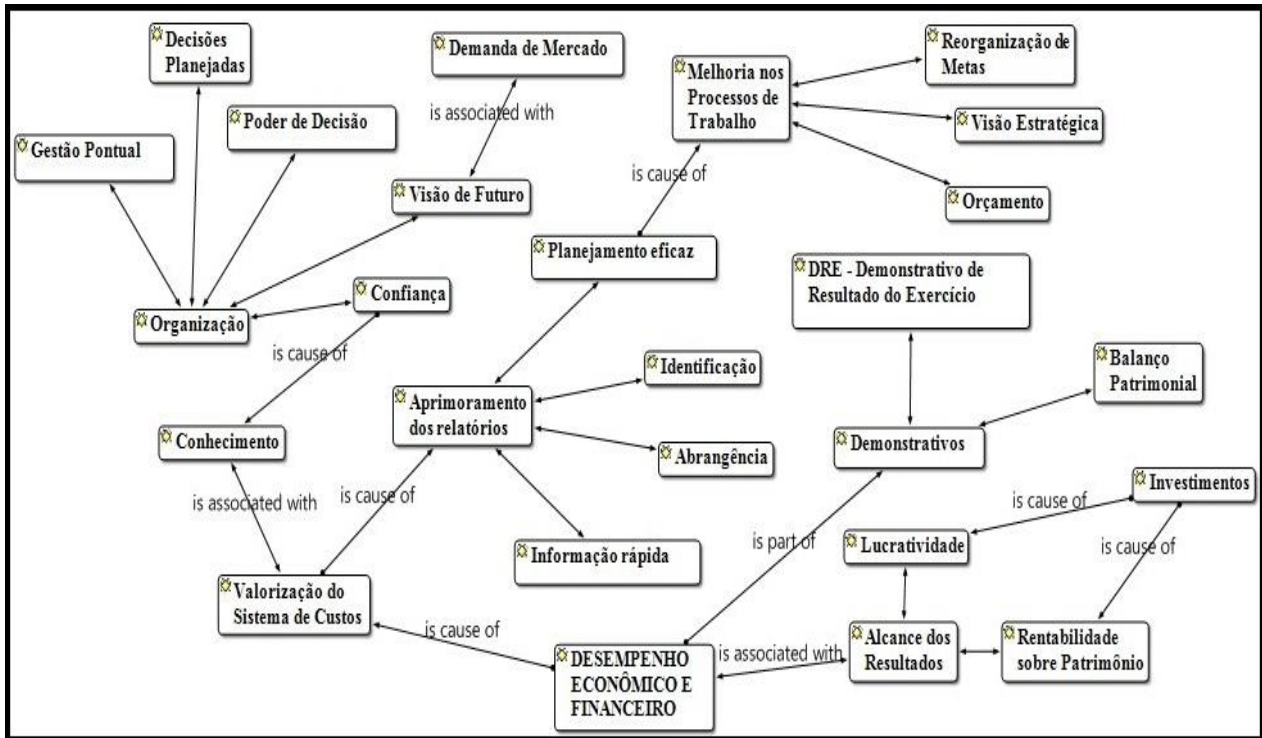 Decisões
Planejadas
Demanda de Mercado
Reorganização de
Metas
Melhoria nos
Processos de
Trabalho
is associated with
Poder de Decisão
Visão Estratégica
Gestão Pontual
is cause of
Visão de Futuro
Orçamento
Planejamento eficaz
DRE - Demonstrativo de
Resultado do Exercício
Confiança
Organização
is cause of
Identificação
Balanço
Patrimonial
Aprimoramento
dos relatórios
Conhecimento
Demonstrativos
Abrangência
is associated with
is cause of
Investimentos
is cause of
is part of
Lucratividade
is cause of
Informação rápida
Valorização do
Sistema de Custos
is cause of
DESEMPENHO
ECONÔMICO E
FINANCEIRO
is associated with
Alcance dos
Resultados
Rentabilidade
sobre Patrimônio